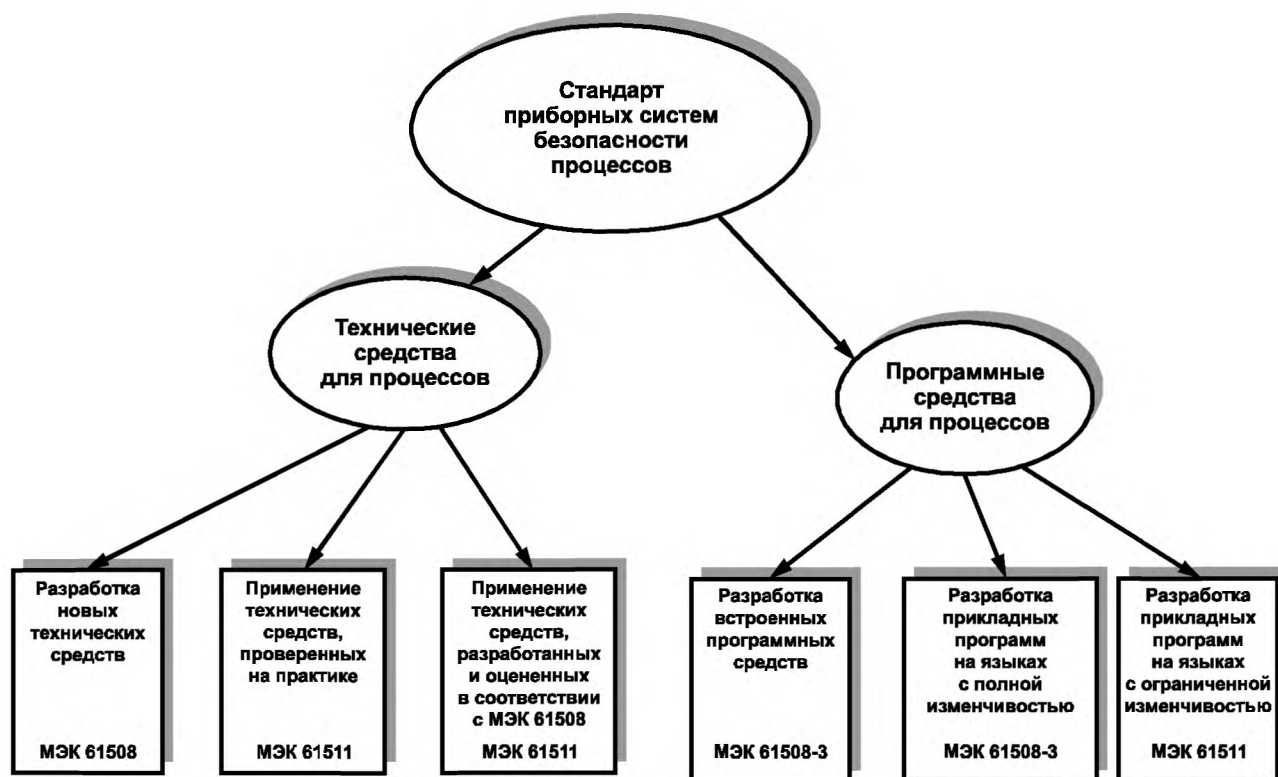 Стандарт
приборных систем
безопасности
процессов
Технические
средства
для процессов
Программные
средства
для процессов
Разработка
новых
технических
средств
МЭК 61508
Применение
технических
средств,
проверенных
на практике
МЭК 61511
Применение
технических
средств,
разработанных
и оцененных
в соответствии
с МЭК 61508
МЭК 61511
Разработка
встроенных
программных
средств
МЭК 61508-3
Разработка
прикладных
программ
на языках
с полной
изменчивостью
МЭК 61508-3
Разработка
прикладных
программ
на языках
с ограниченной
изменчивостью
МЭК 61511